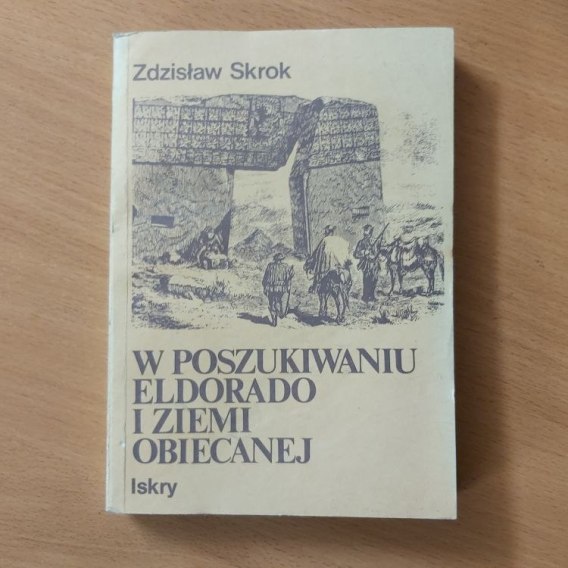 Zdzisław Skrok
W POSZUKIWANIU
ELDORADO
I ZIEMI
OBIECANEJ
Iskry